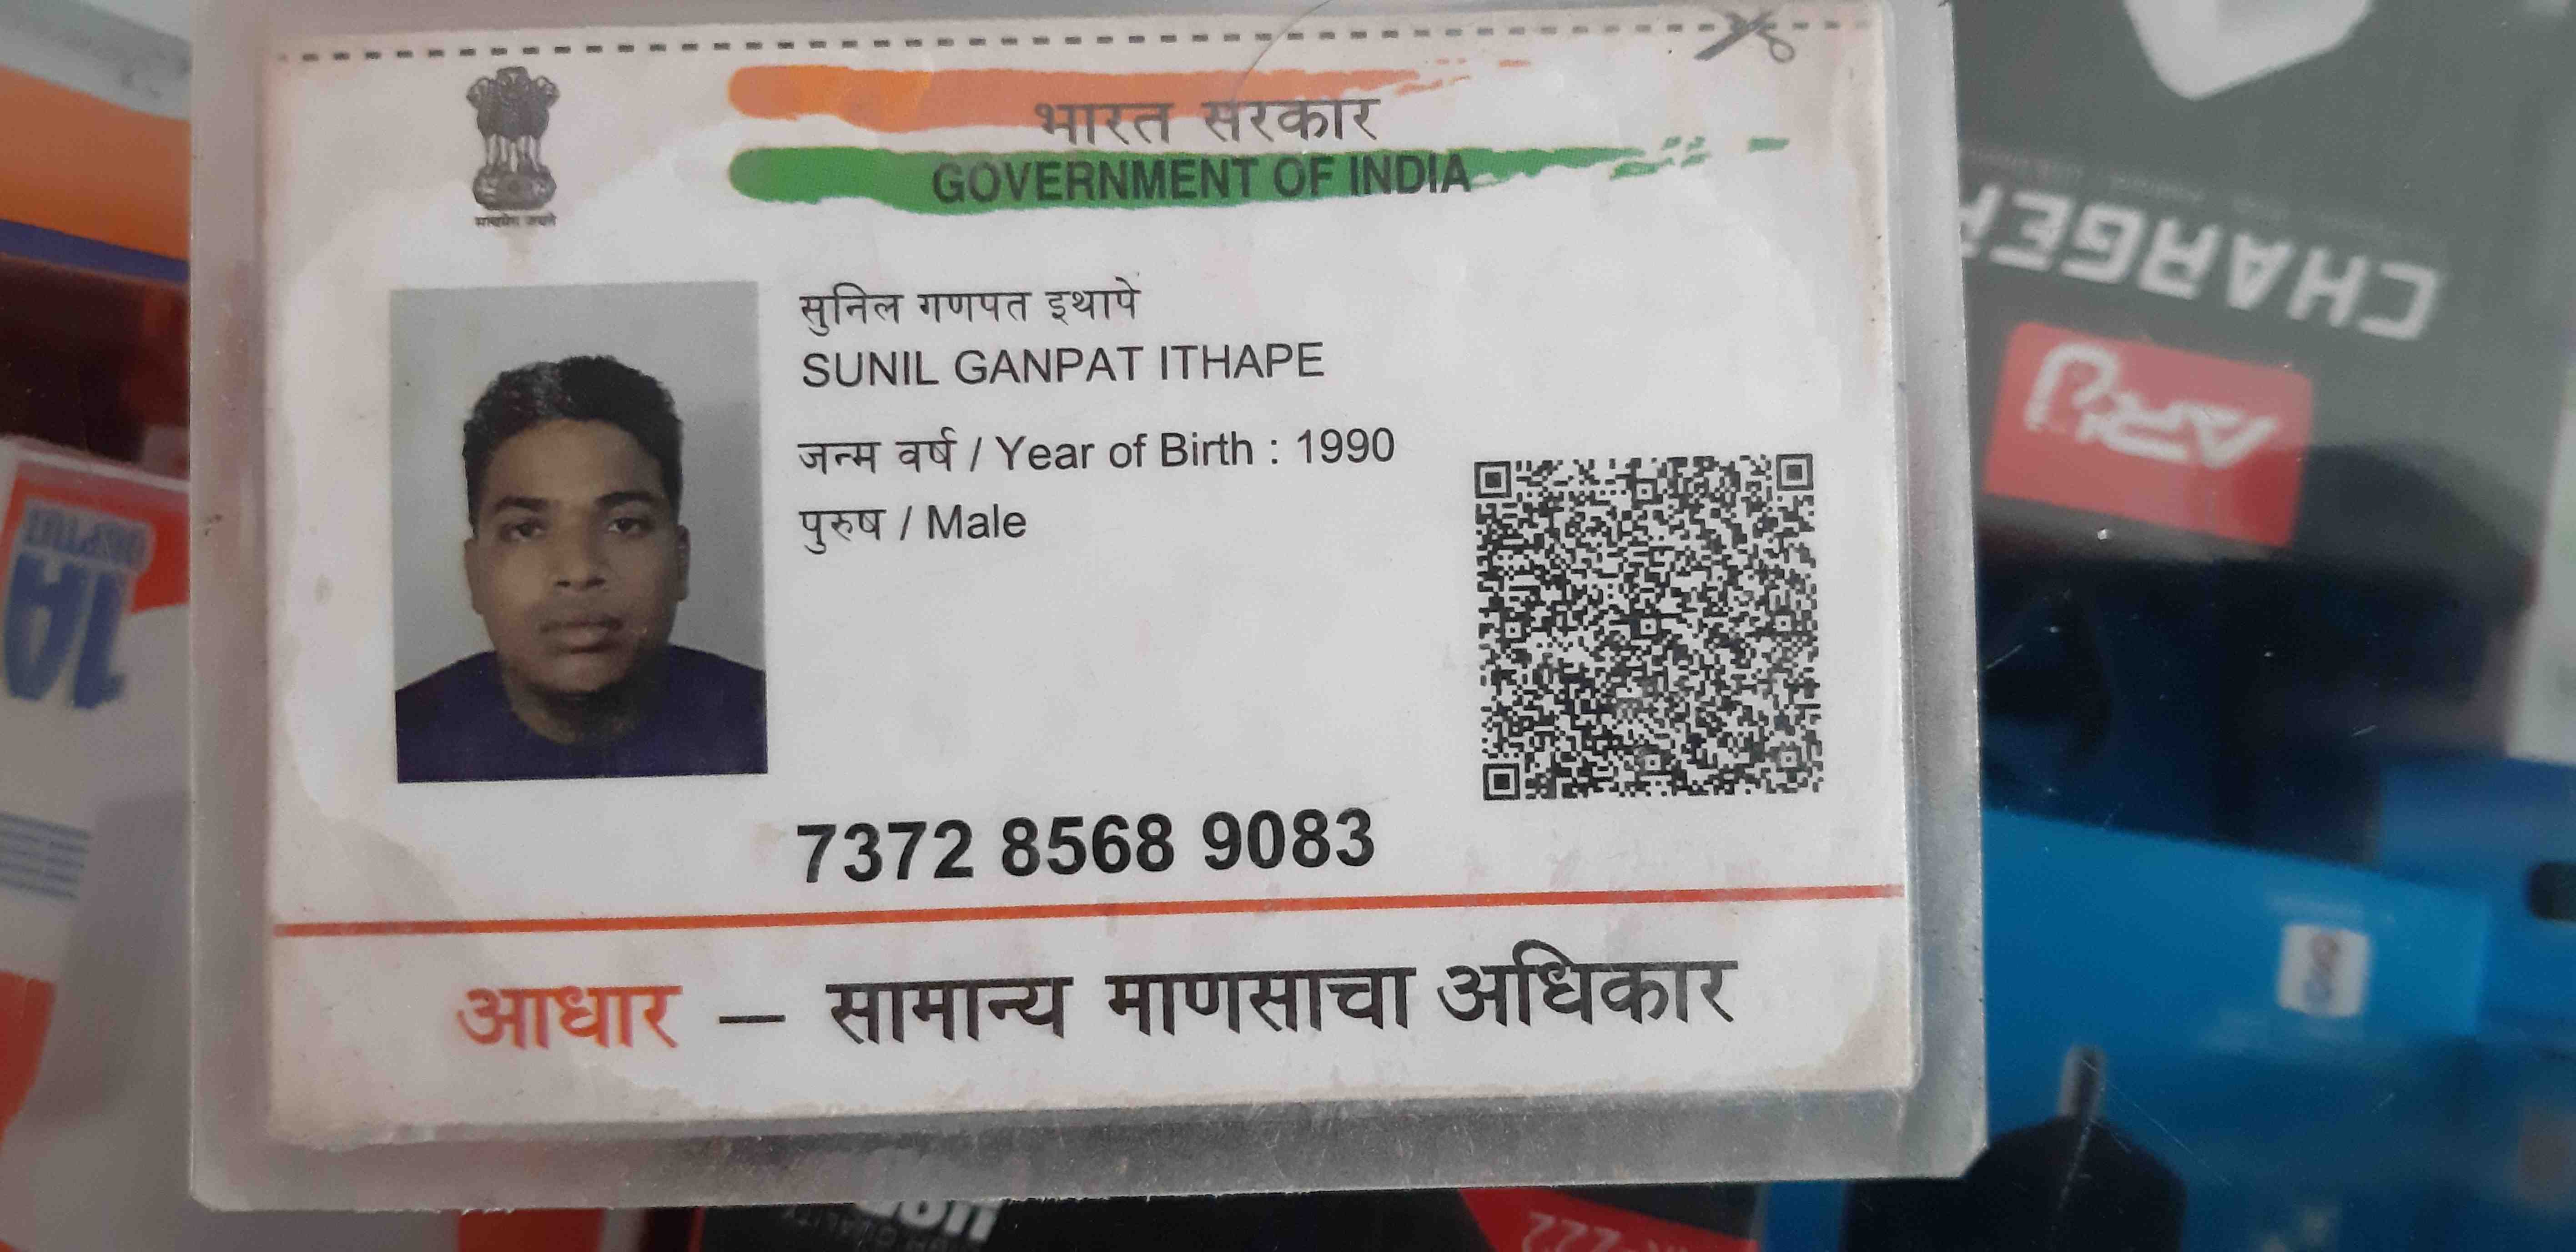 भारत सरकार
GOVERNMENT OF INDIA
सत्यमेव जयते
सुनिल गणपत इथापे
SUNIL GANPAT ITHAPE
जन्म वर्ष / Year of Birth : 1990
पुरुष / Male
7372 8568 9083
आधार — सामान्य माणसाचा अधिकार
CHARGER
ARU